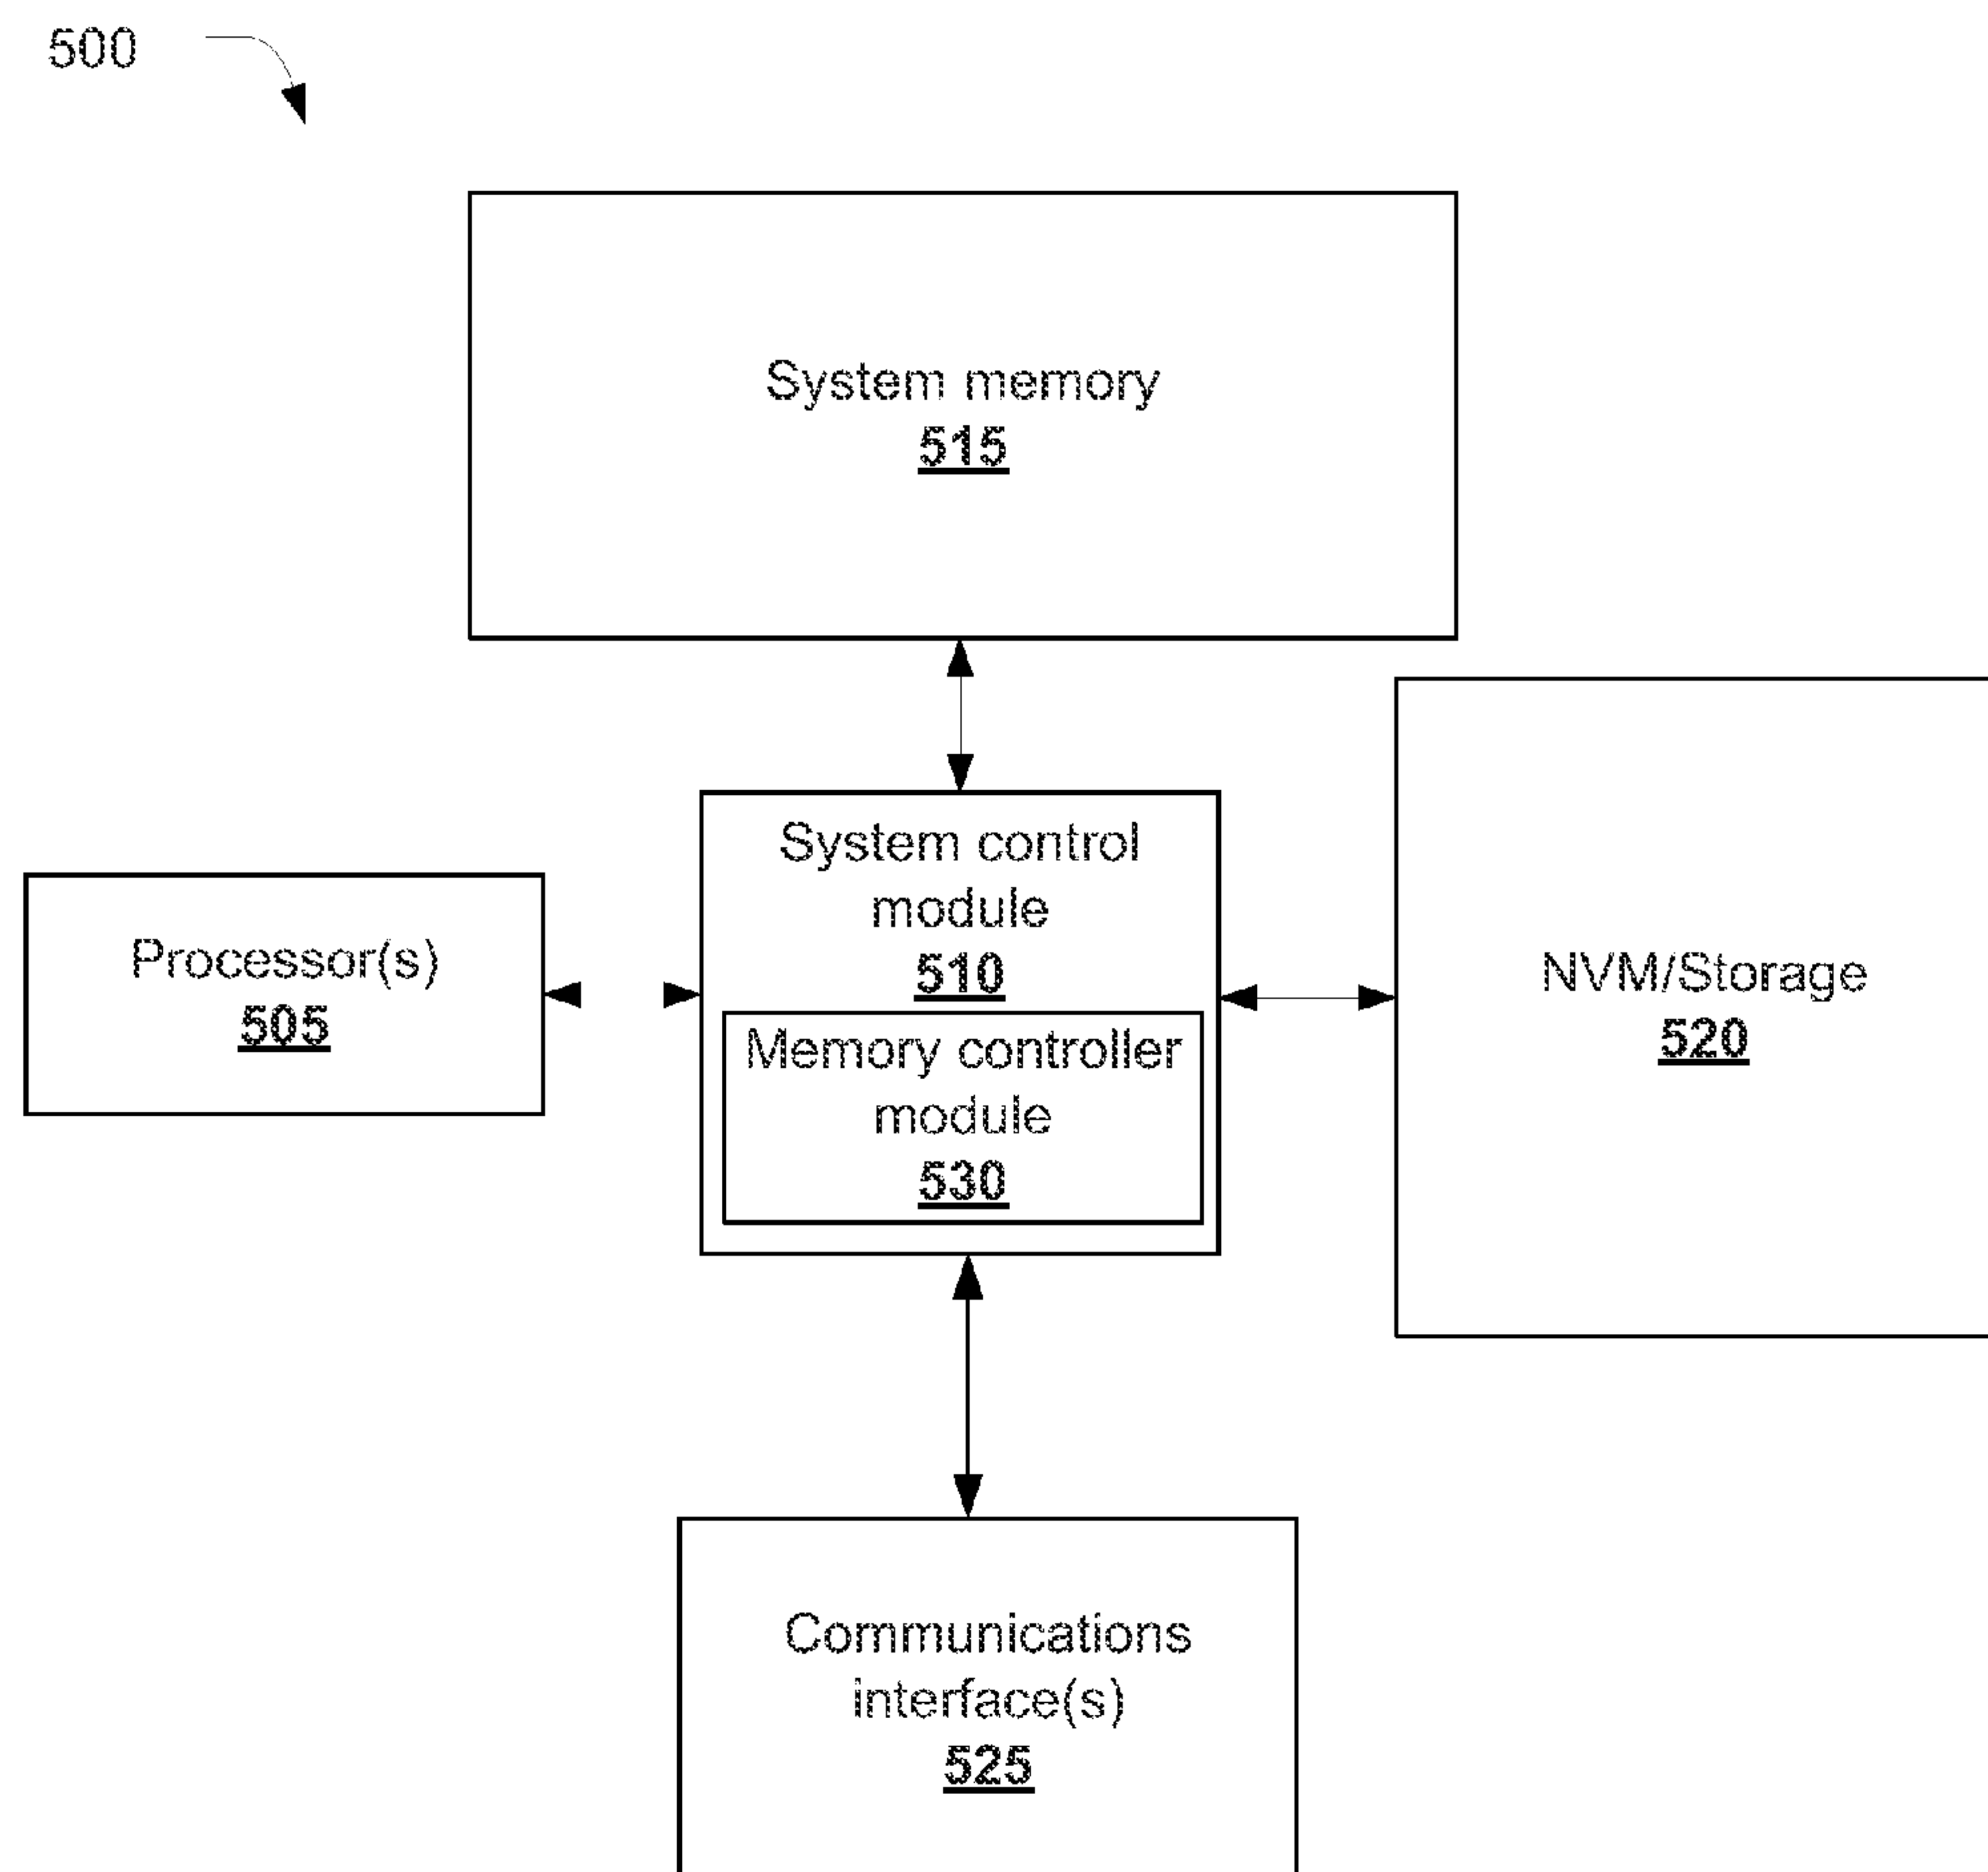 500
System memory
515
System control
module
510
Memory controller
module
530
Processor(s)
505
NVM/Storage
520
Communications
interface(s)
525